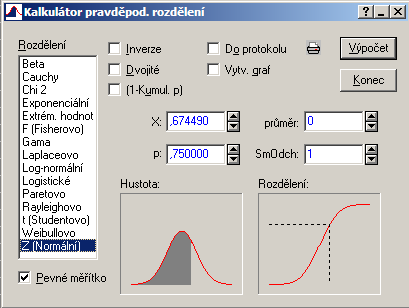 Kalkulátor pravděpod. rozdělení
Rozdělení
Beta
Cauchy
Chi 2
Exponenciální
Extrém. hodnot
F (Fisherovo)
Gama
Laplaceovo
Log-normální
Logistické
Paretovo
Rayleighovo
t (Studentovo)
Weibullovo
Z (Normální)
Pevné měřítko
Inverze
Dvojité
(1-Kumul. p)
Do protokolu
Vytv. graf
Výpočet
Konec
X: ,674490
průměr: 0
p: ,750000
SmOdch: 1
Hustota:
Rozdělení: